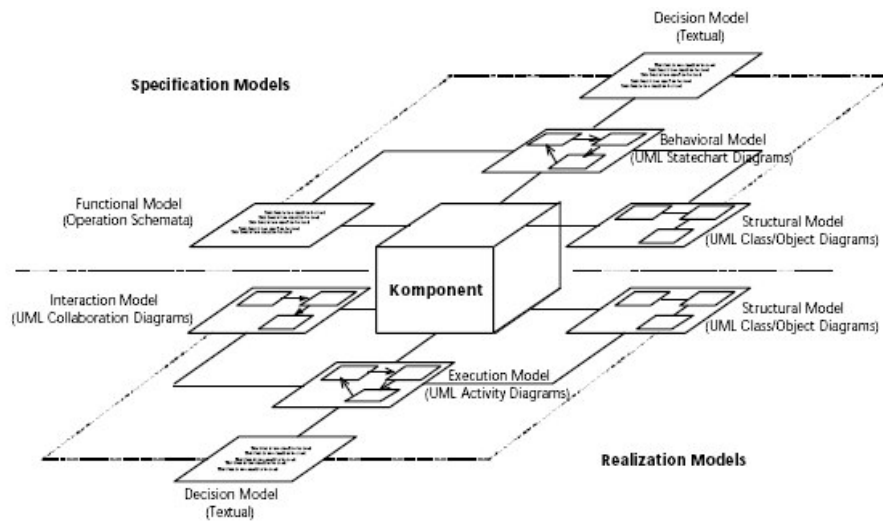 Decision Model
(Textual)
Specification Models
Behavioral Model
(UML Statechart Diagrams)
Functional Model
(Operation Schemata)
Structural Model
(UML Class/Object Diagrams)
Komponent
Interaction Model
(UML Collaboration Diagrams)
Structural Model
(UML Class/Object Diagrams)
Execution Model
(UML Activity Diagrams)
Realization Models
Decision Model
(Textual)